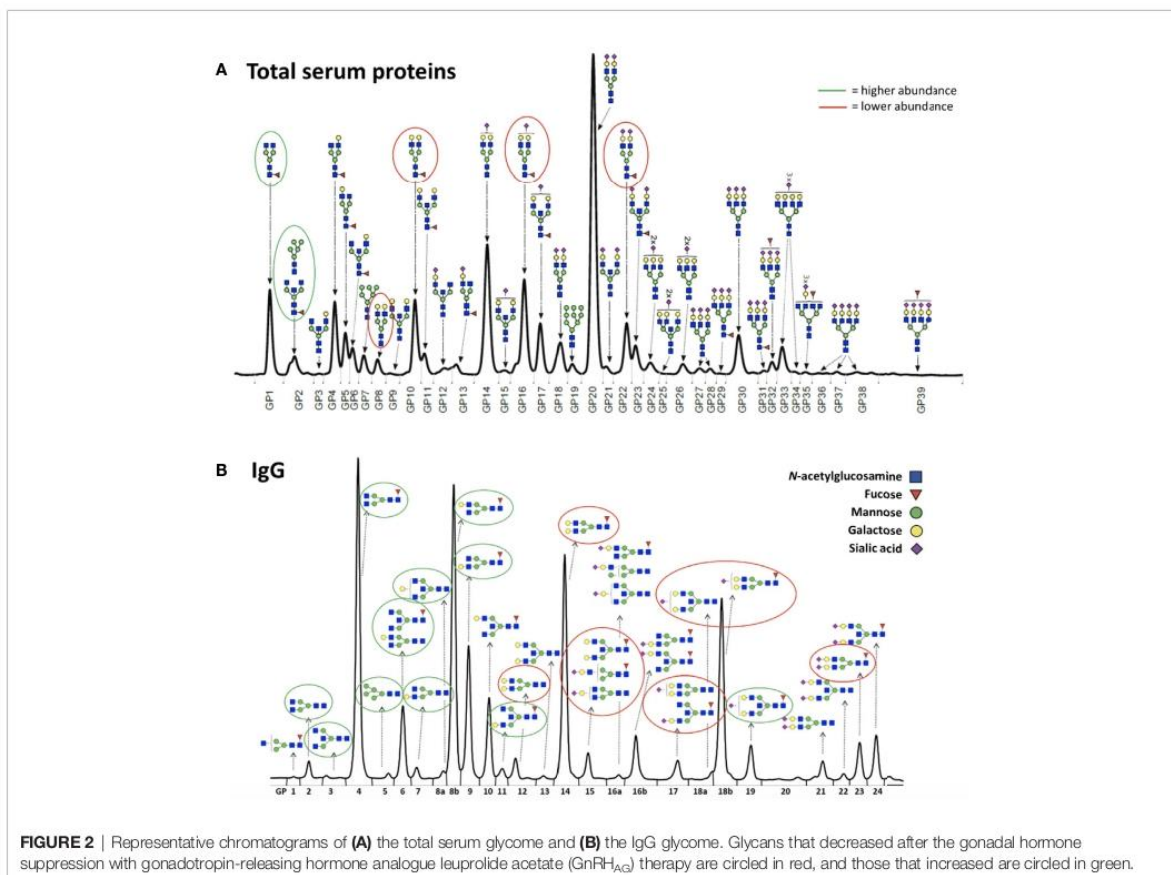 A Total serum proteins
= higher abundance
= lower abundance
3x
2x
2x
2x
3x
GP1
GP2
GP3
GP4
GP5
GP6
GP7
GP8
GP9
GP10
GP11
GP12
GP13
GP14
GP15
GP16
GP17
GP18
GP19
GP20
GP21
GP22
GP23
GP24
GP25
GP26
GP27
GP28
GP29
GP30
GP31
GP32
GP33
GP34
GP35
GP36
GP37
GP38
GP39
B IgG
N-acetylglucosamine
Fucose
Mannose
Galactose
Sialic acid
GP 1 2 3 4 5 6 7 8a 8b 9 10 11 12 13 14 15 16a 16b 17 18a 18b 19 20 21 22 23 24
FIGURE 2 | Representative chromatograms of (A) the total serum glycome and (B) the IgG glycome. Glycans that decreased after the gonadal hormone
suppression with gonadotropin-releasing hormone analogue leuprolide acetate (GnRHAG) therapy are circled in red, and those that increased are circled in green.